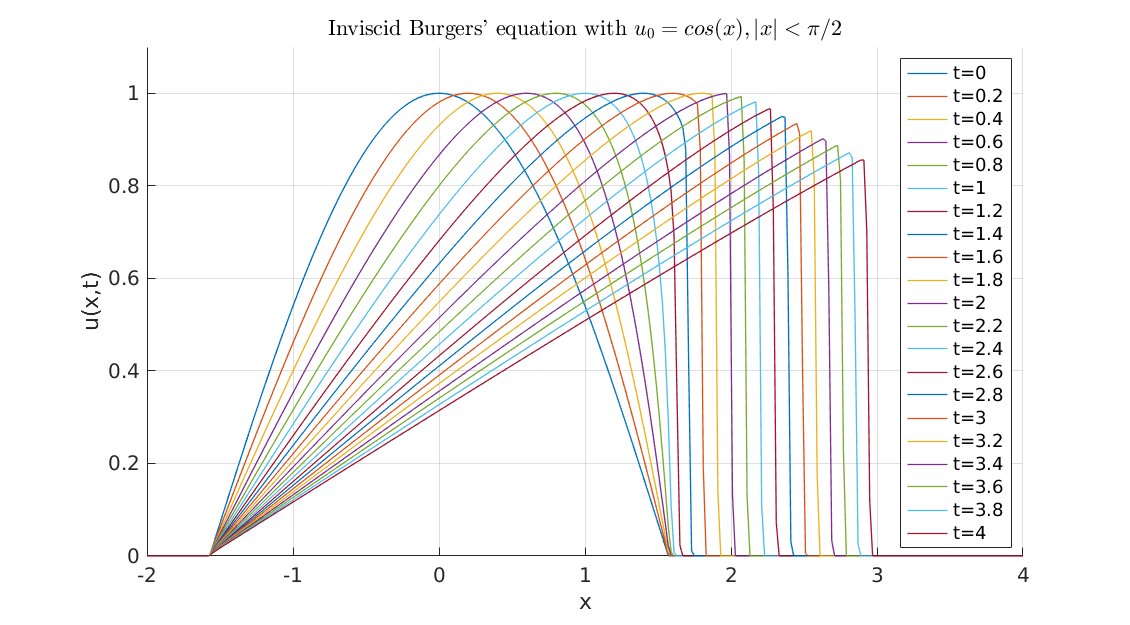 Inviscid Burgers' equation with u₀ = cos(x), |x| < π/2
u(x,t)
1
0.8
0.6
0.4
0.2
0
-2 -1 0 1 2 3 4
x
t=0
t=0.2
t=0.4
t=0.6
t=0.8
t=1
t=1.2
t=1.4
t=1.6
t=1.8
t=2
t=2.2
t=2.4
t=2.6
t=2.8
t=3
t=3.2
t=3.4
t=3.6
t=3.8
t=4